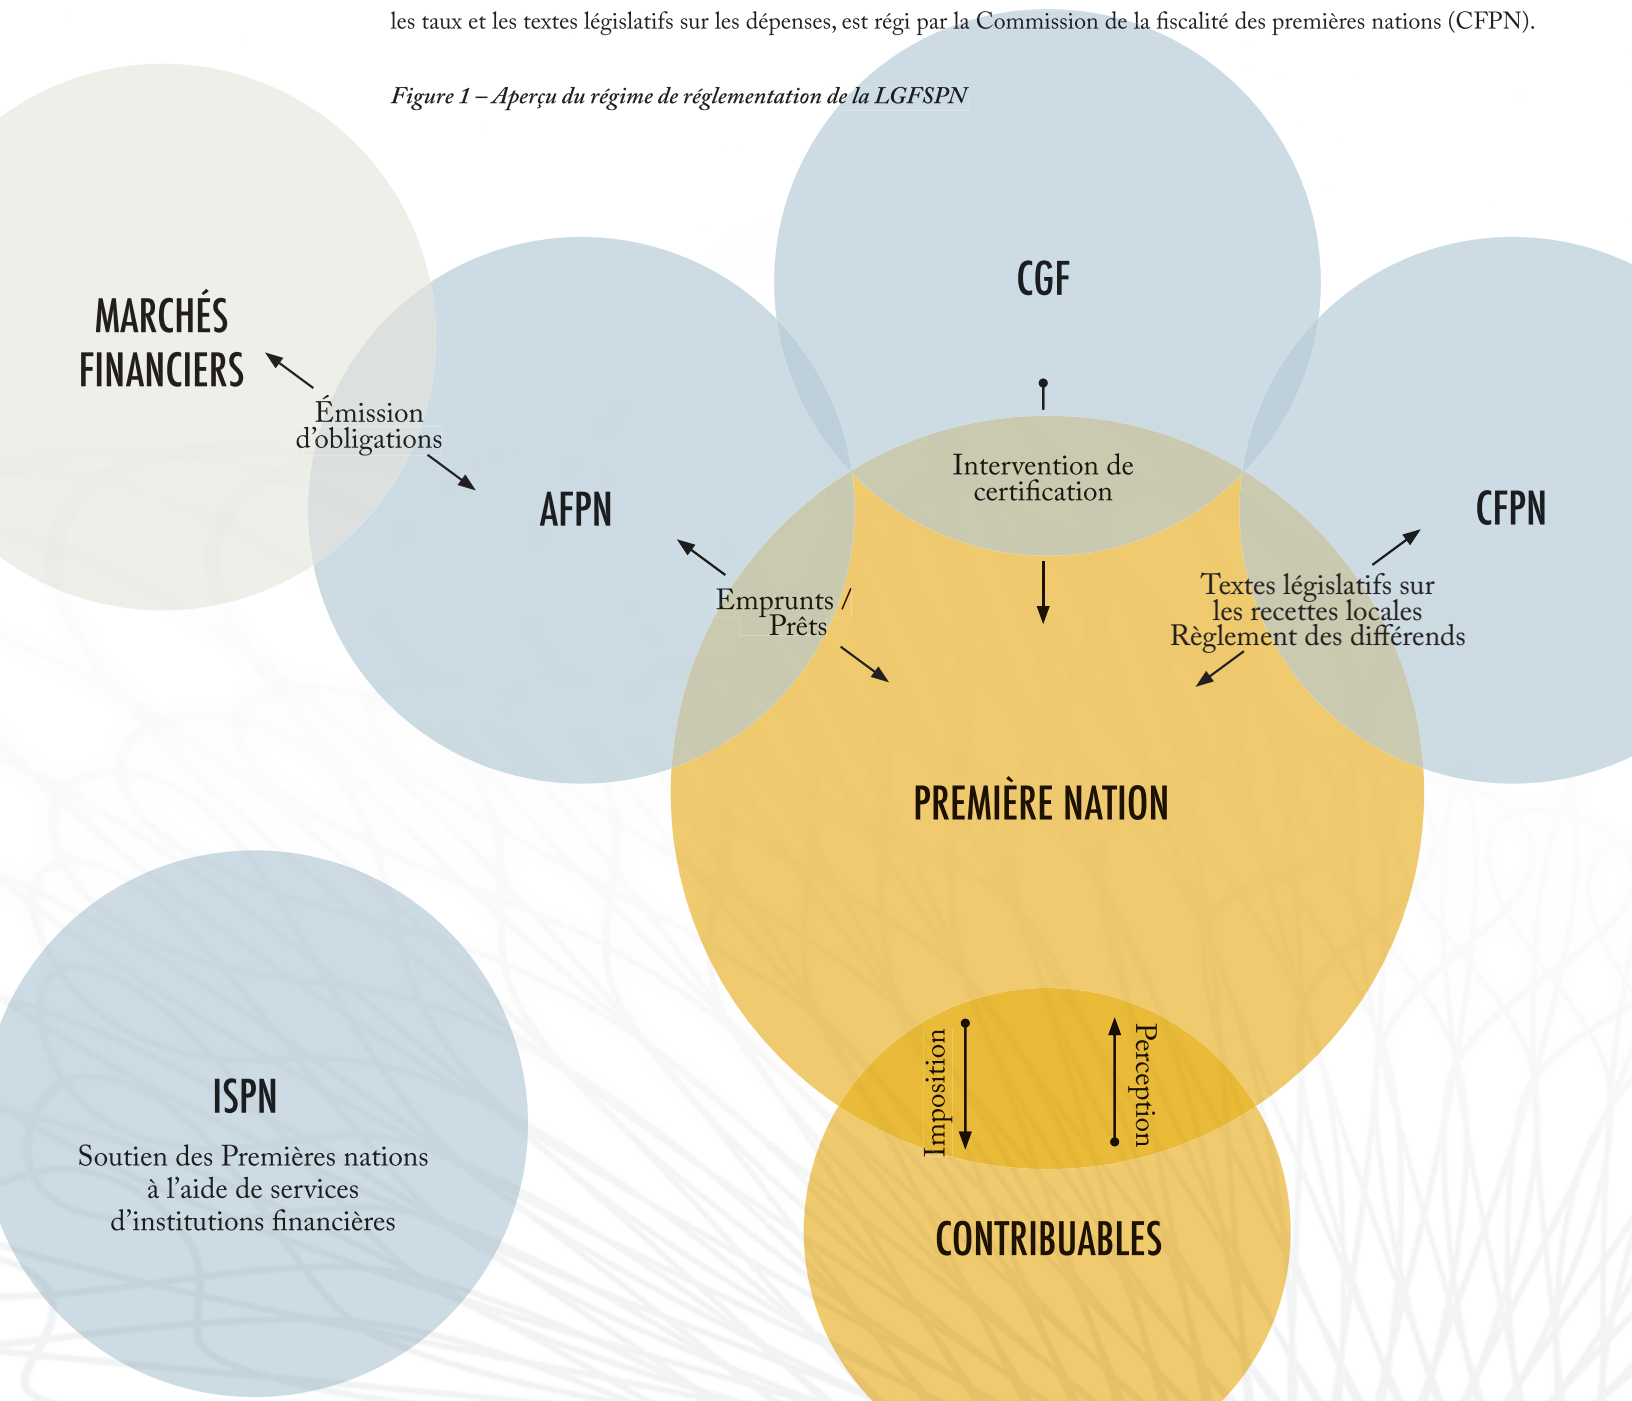 les taux et les textes législatifs sur les dépenses, est régi par la Commission de la fiscalité des premières nations (CFPN).
Figure 1 – Aperçu du régime de réglementation de la LGFSPN
CGF
MARCHÉS
FINANCIERS
Émission
d’obligations
Intervention de
certification
AFPN
CFPN
Emprunts /
Prêts
Textes législatifs sur
les recettes locales
Règlement des différends
PREMIÈRE NATION
Imposition
Perception
ISPN
Soutien des Premières nations
à l’aide de services
d’institutions financières
CONTRIBUABLES